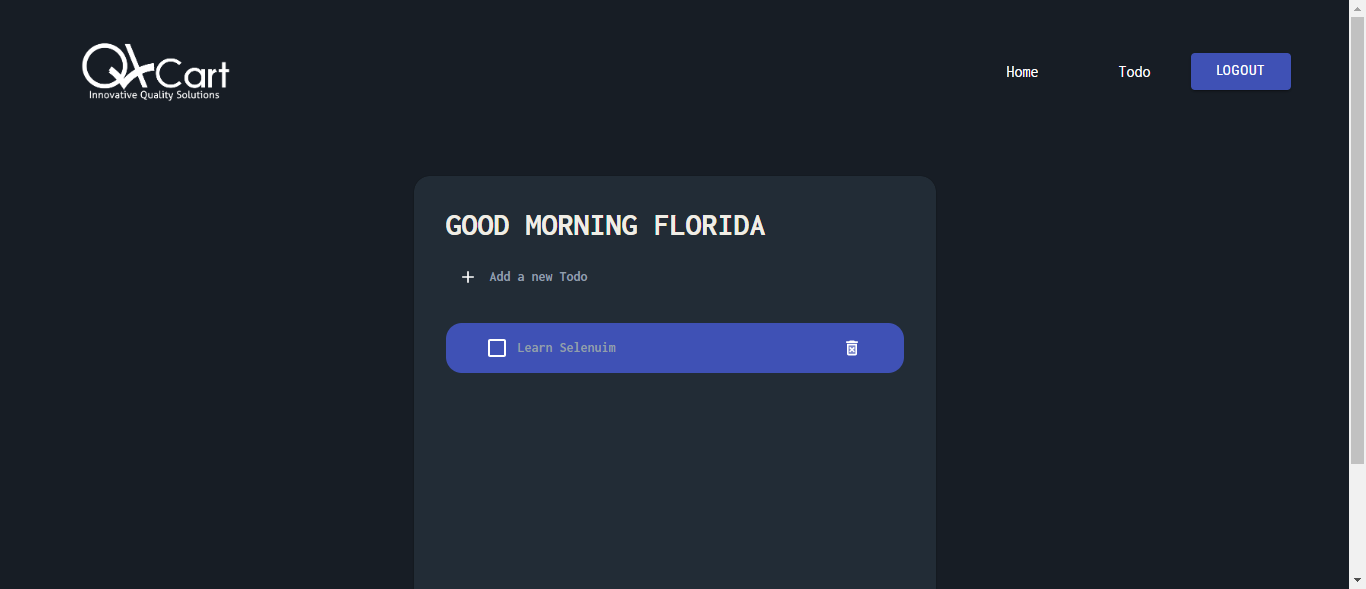 QACart
Innovative Quality Solutions
Home
Todo
LOGOUT
GOOD MORNING FLORIDA
Add a new Todo
Learn Selenuim